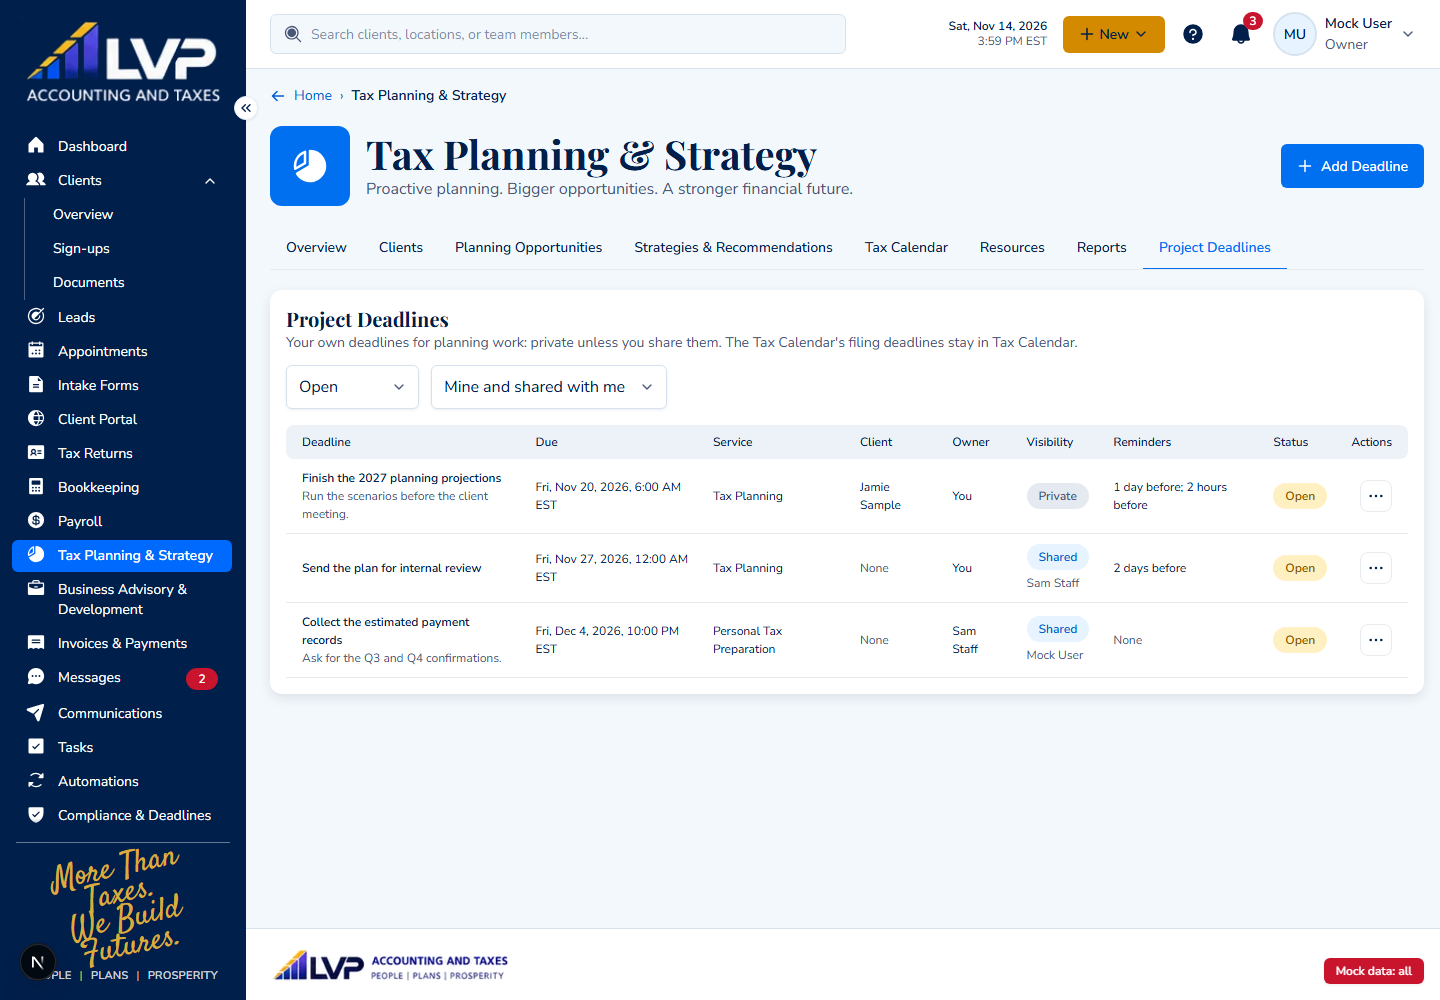 LVP
ACCOUNTING AND TAXES
Dashboard
Clients
Overview
Sign-ups
Documents
Leads
Appointments
Intake Forms
Client Portal
Tax Returns
Bookkeeping
Payroll
Tax Planning & Strategy
Business Advisory &
Development
Invoices & Payments
Messages 2
Communications
Tasks
Automations
Compliance & Deadlines
More Than
Taxes.
We Build
Futures.
N
PLE | PLANS | PROSPERITY
Search clients, locations, or team members...
Sat, Nov 14, 2026
3:59 PM EST
+ New
?
3
MU
Mock User
Owner
← Home › Tax Planning & Strategy
Tax Planning & Strategy
Proactive planning. Bigger opportunities. A stronger financial future.
+ Add Deadline
Overview Clients Planning Opportunities Strategies & Recommendations Tax Calendar Resources Reports Project Deadlines
Project Deadlines
Your own deadlines for planning work: private unless you share them. The Tax Calendar's filing deadlines stay in Tax Calendar.
Open Mine and shared with me
Deadline Due Service Client Owner Visibility Reminders Status Actions
Finish the 2027 planning projections
Run the scenarios before the client
meeting.
Fri, Nov 20, 2026, 6:00 AM
EST
Tax Planning
Jamie
Sample
You
Private
1 day before; 2 hours
before
Open
...
Send the plan for internal review
Fri, Nov 27, 2026, 12:00 AM
EST
Tax Planning
None
You
Shared
Sam Staff
2 days before
Open
...
Collect the estimated payment
records
Ask for the Q3 and Q4 confirmations.
Fri, Dec 4, 2026, 10:00 PM
EST
Personal Tax
Preparation
None
Sam
Staff
Shared
Mock User
None
Open
...
LVP
ACCOUNTING AND TAXES
PEOPLE | PLANS | PROSPERITY
Mock data: all